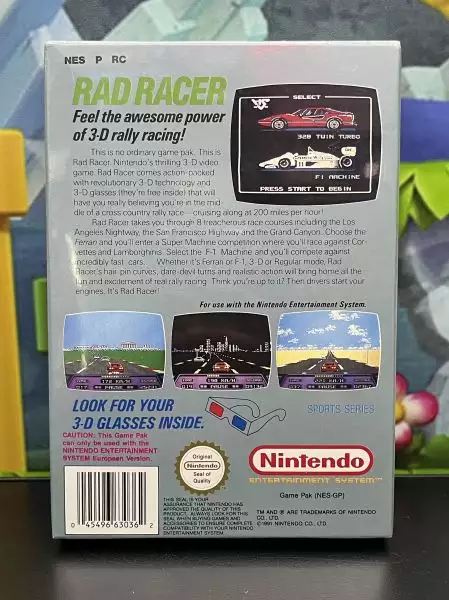 NES P RC
RAD RACER
Feel the awesome power
of 3-D rally racing!
This is no ordinary game pak. This is
Rad Racer. Nintendo's thrilling 3-D video
game. Rad Racer comes action-packed
with revolutionary 3-D technology and
3-D glasses (they're free inside) that will
have you really believing you're in the mid-
dle of a cross country rally race—cruising along at 200 miles per hour!
Rad Racer takes you through 8 treacherous race courses including the Los
Angeles Nightway, the San Francisco Highway and the Grand Canyon. Choose the
Ferrari and you'll enter a Super Machine competition where you'll race against Cor-
vettes and Lamborghinis. Select the F-1 Machine and you'll compete against
incredibly fast cars. Whether it's Ferrari or F-1, 3-D or Regular mode, Rad
Racer's hair-pin curves, dare-devil turns and realistic action will bring home all the
fun and excitement of real rally racing. Think you're up to it? Then drivers start your
engines. It's Rad Racer!
SELECT
328 TWIN TURBO
F1 MACHINE
PRESS START TO BEGIN
For use with the Nintendo Entertainment System.
LOOK FOR YOUR
3-D GLASSES INSIDE.
SPORTS SERIES
CAUTION: This Game Pak
can only be used with the
NINTENDO ENTERTAINMENT
SYSTEM European Version.
0 45496 63036 2
Original
Nintendo
Seal of
Quality
THIS SEAL IS YOUR
ASSURANCE THAT NINTENDO HAS
APPROVED THE QUALITY OF THIS
PRODUCT. ALWAYS LOOK FOR THIS
SEAL WHEN BUYING GAMES AND
ACCESSORIES TO ENSURE COMPLETE
COMPATIBILITY WITH YOUR NINTENDO
ENTERTAINMENT SYSTEM.
Nintendo
ENTERTAINMENT SYSTEM™
Game Pak (NES-GP)
TM AND ® ARE TRADEMARKS OF NINTENDO
CO. LTD.
©1991 NINTENDO CO., LTD.